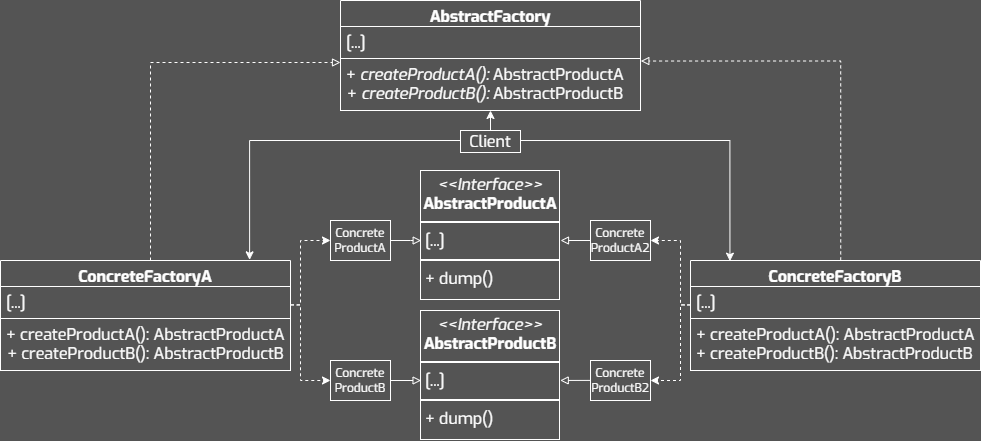 AbstractFactory
[...]
+ createProductA(): AbstractProductA
+ createProductB(): AbstractProductB
Client
<<Interface>>
AbstractProductA
[...]
+ dump()
Concrete
ProductA
Concrete
ProductA2
ConcreteFactoryA
[...]
+ createProductA(): AbstractProductA
+ createProductB(): AbstractProductB
ConcreteFactoryB
[...]
+ createProductA(): AbstractProductA
+ createProductB(): AbstractProductB
<<Interface>>
AbstractProductB
[...]
+ dump()
Concrete
ProductB
Concrete
ProductB2